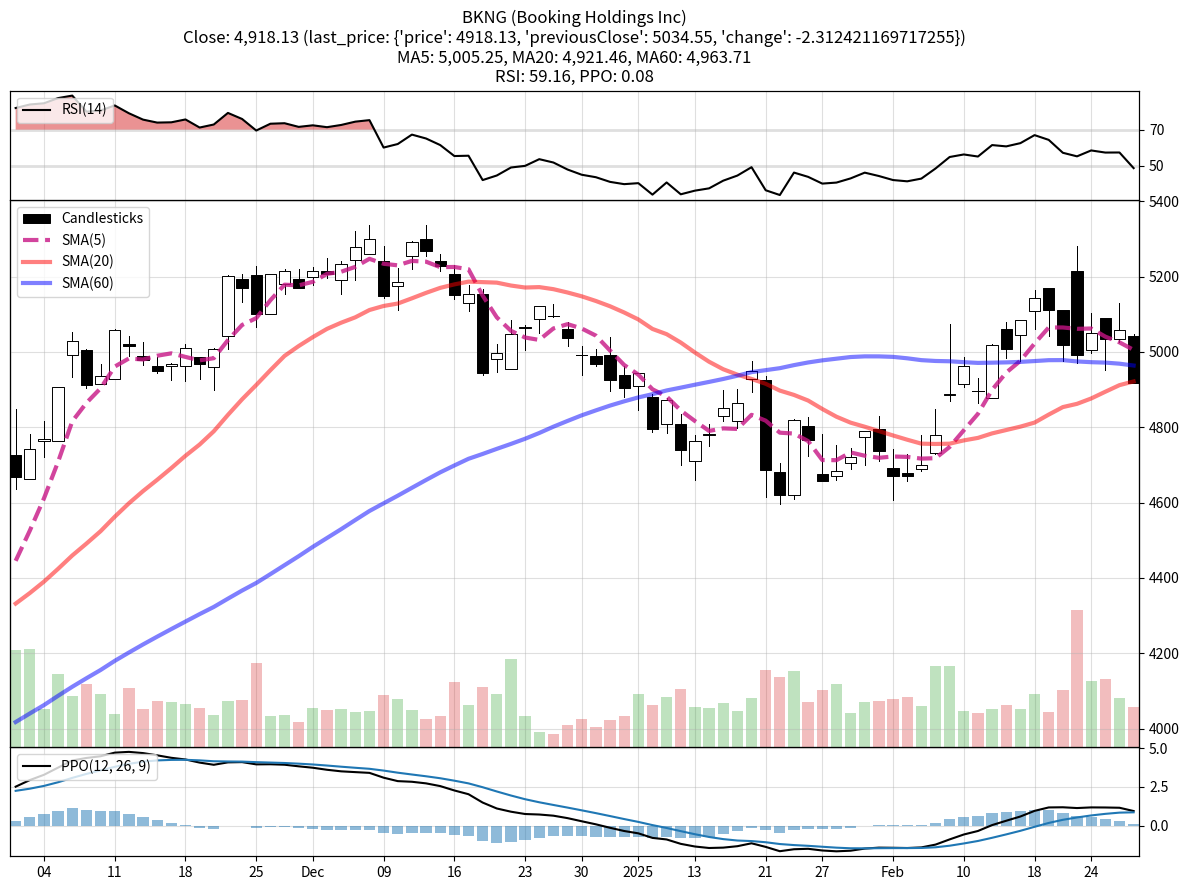 BKNG (Booking Holdings Inc)
Close: 4,918.13 (last_price: {'price': 4918.13, 'previousClose': 5034.55, 'change': -2.312421169717255})
MA5: 5,005.25, MA20: 4,921.46, MA60: 4,963.71
RSI: 59.16, PPO: 0.08
RSI(14)
70
50
Candlesticks
SMA(5)
SMA(20)
SMA(60)
5400
5200
5000
4800
4600
4400
4200
4000
PPO(12, 26, 9)
5.0
2.5
0.0
04 11 18 25 Dec 09 16 23 30 2025 13 21 27 Feb 10 18 24